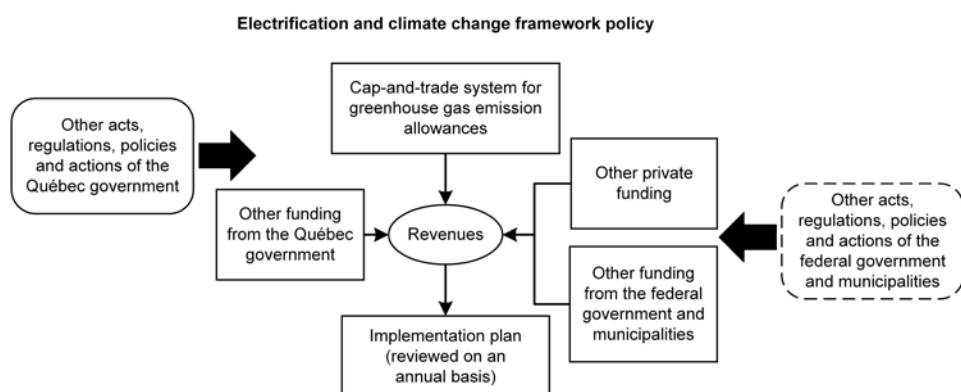 Electrification and climate change framework policy
Cap-and-trade system for
greenhouse gas emission
allowances
Other acts,
regulations, policies
and actions of the
Québec government
Other private
funding
Other funding
from the Québec
government
Revenues
Other acts,
regulations, policies
and actions of the
federal government
and municipalities
Other funding
from the federal
government and
municipalities
Implementation plan
(reviewed on an
annual basis)